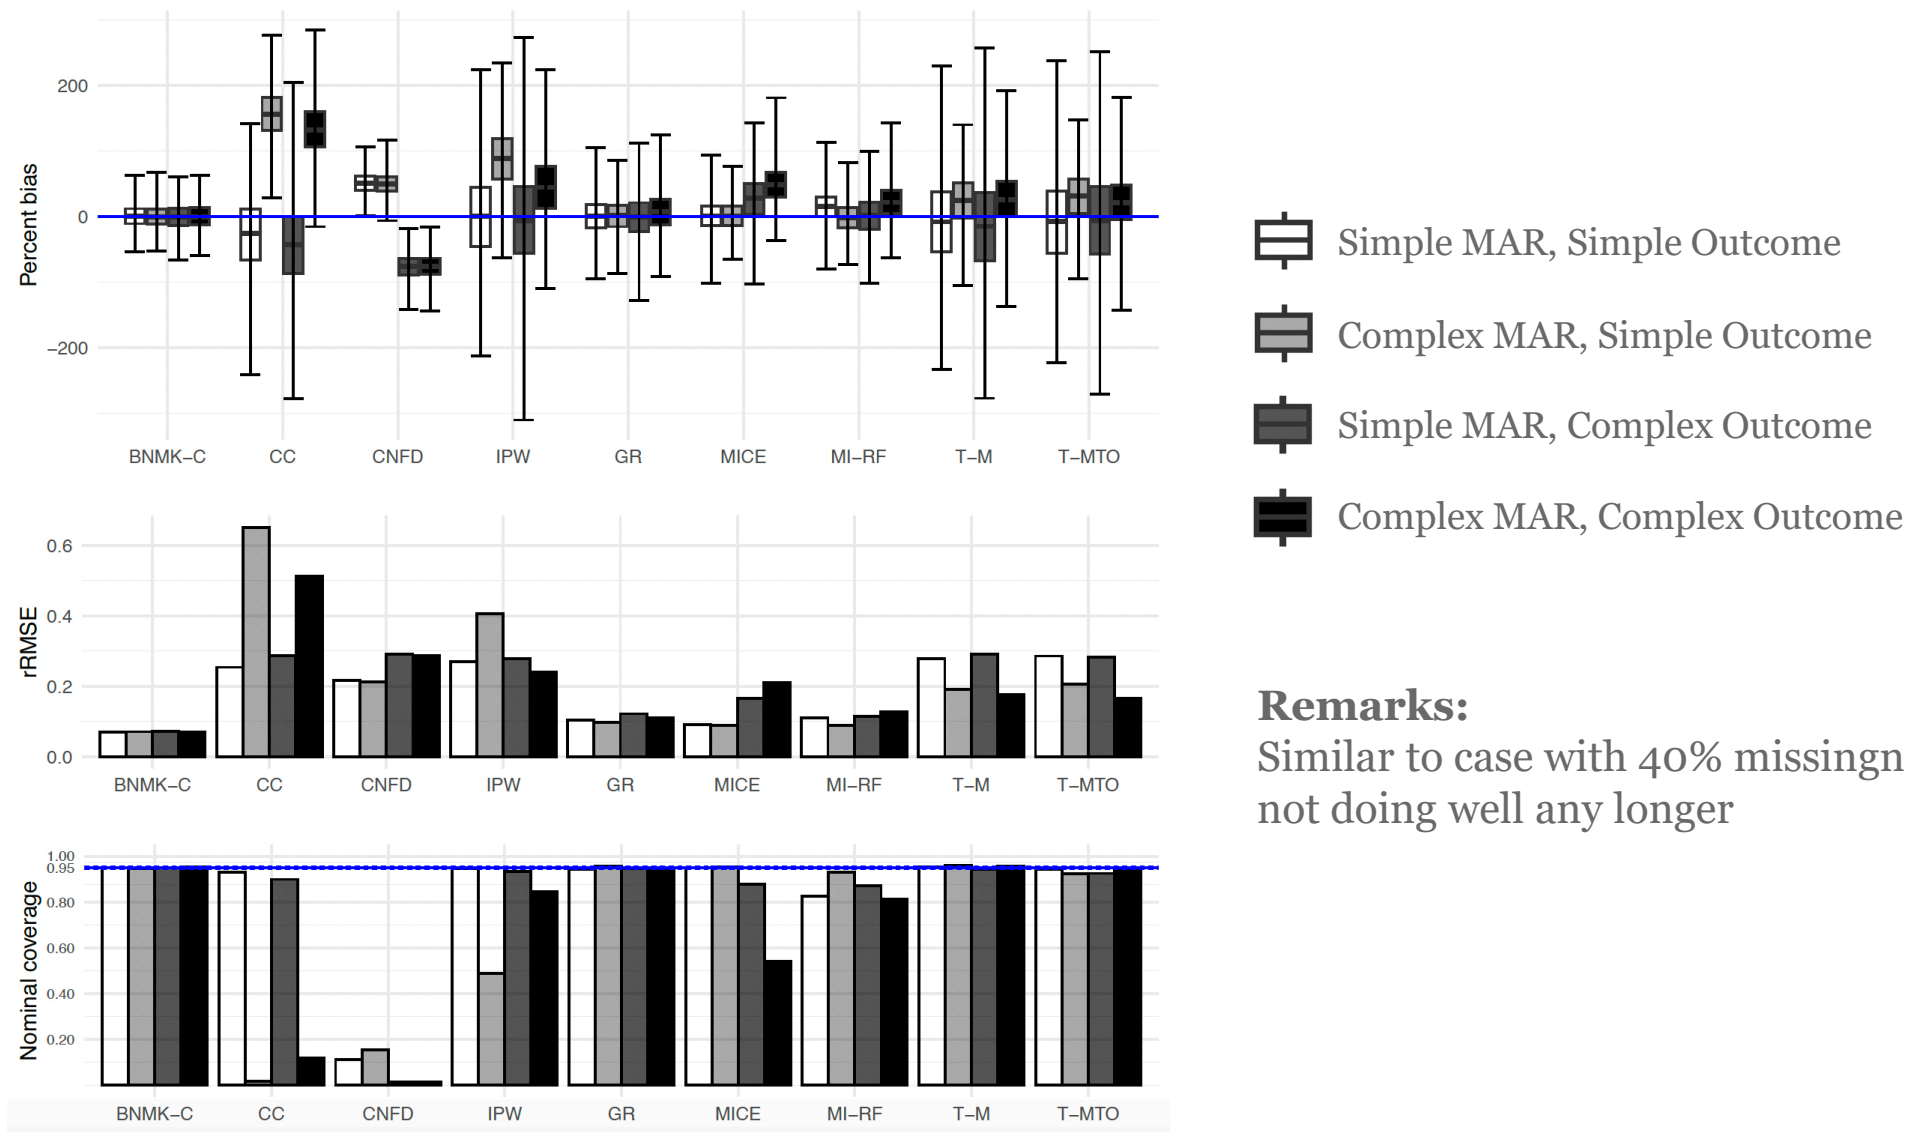 Percent bias
200
0
−200
BNMK−C CC CNFD IPW GR MICE MI−RF T−M T−MTO
rRMSE
0.6
0.4
0.2
0.0
BNMK−C CC CNFD IPW GR MICE MI−RF T−M T−MTO
Nominal coverage
1.00
0.95
0.80
0.60
0.40
0.20
BNMK−C CC CNFD IPW GR MICE MI−RF T−M T−MTO
Simple MAR, Simple Outcome
Complex MAR, Simple Outcome
Simple MAR, Complex Outcome
Complex MAR, Complex Outcome
Remarks:
Similar to case with 40% missingn
not doing well any longer